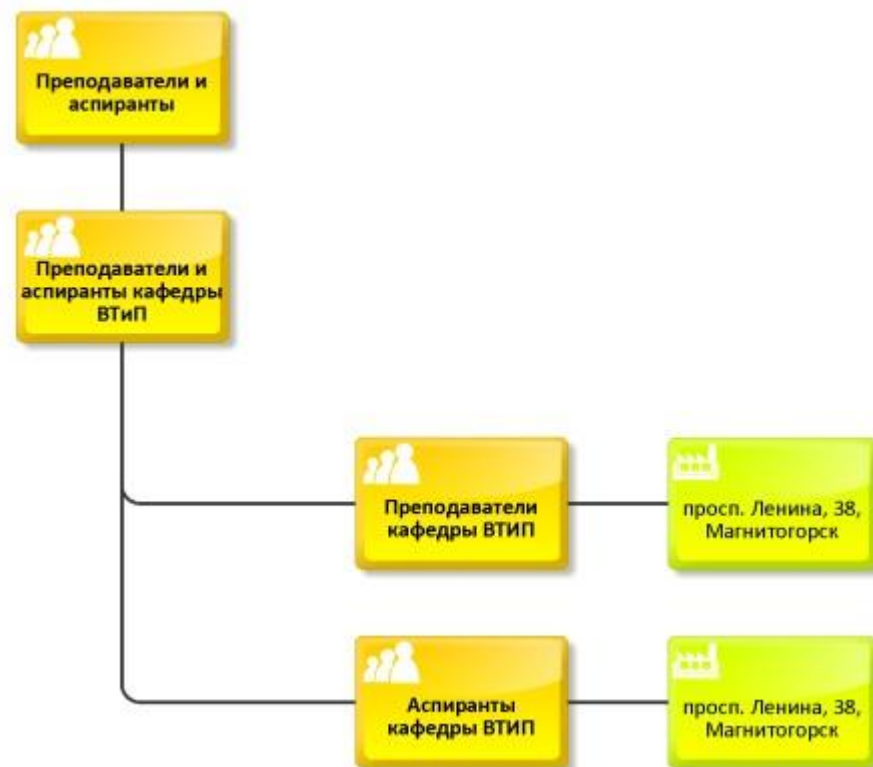 Преподаватели и
аспиранты
Преподаватели и
аспиранты кафедры
ВТиП
Преподаватели
кафедры ВТИП
просп. Ленина, 38,
Магнитогорск
Аспиранты
кафедры ВТИП
просп. Ленина, 38,
Магнитогорск